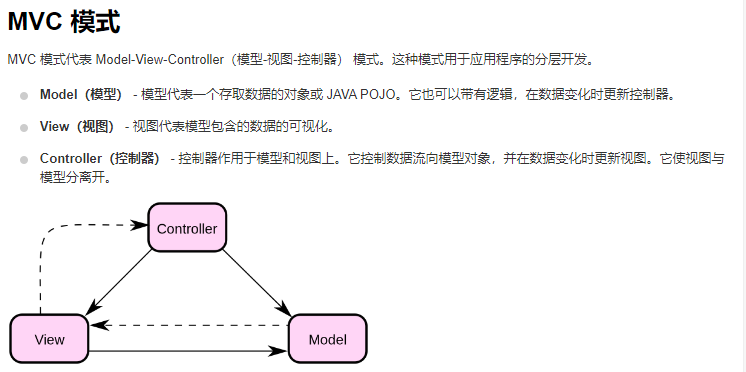 MVC 模式
MVC 模式代表 Model-View-Controller（模型-视图-控制器） 模式。这种模式用于应用程序的分层开发。
Model（模型） - 模型代表一个存取数据的对象或 JAVA POJO。它也可以带有逻辑，在数据变化时更新控制器。
View（视图） - 视图代表模型包含的数据的可视化。
Controller（控制器） - 控制器作用于模型和视图上。它控制数据流向模型对象，并在数据变化时更新视图。它使视图与
模型分离开。
Controller
View
Model